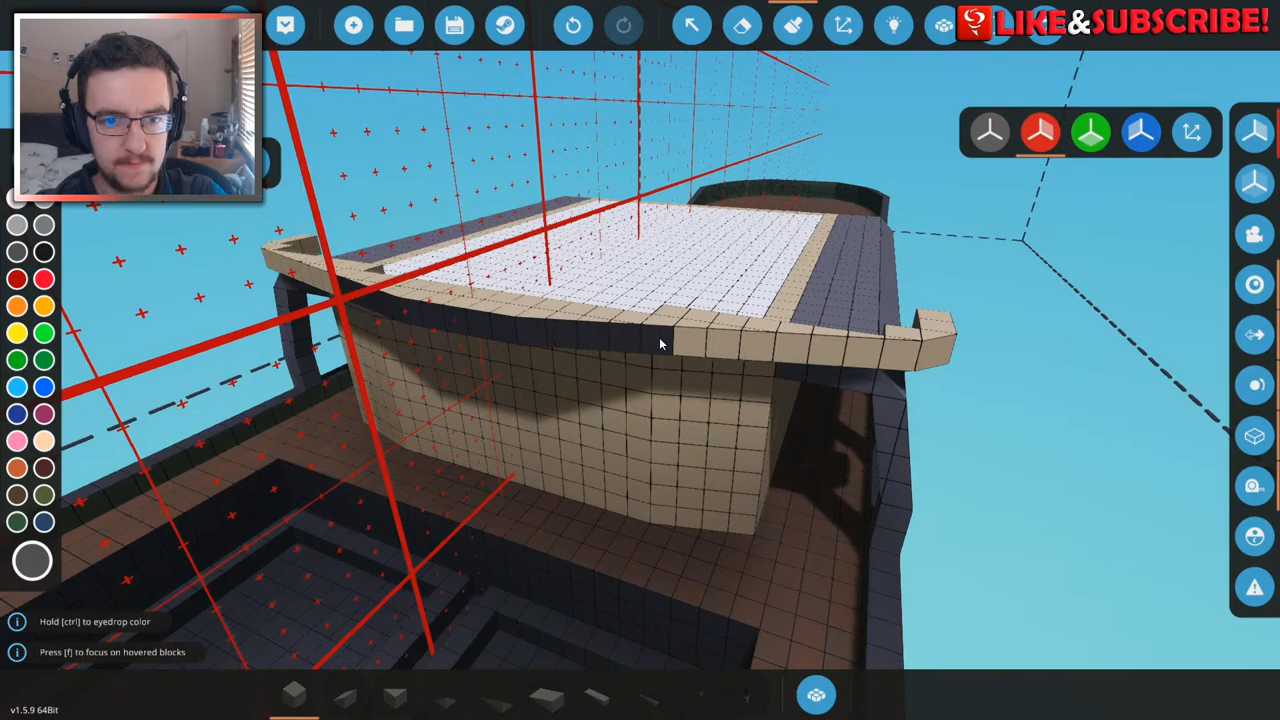 LIKE&SUBSCRIBE!
Hold [ctrl] to eyedrop color
Press [f] to focus on hovered blocks
v1.5.9 64Bit